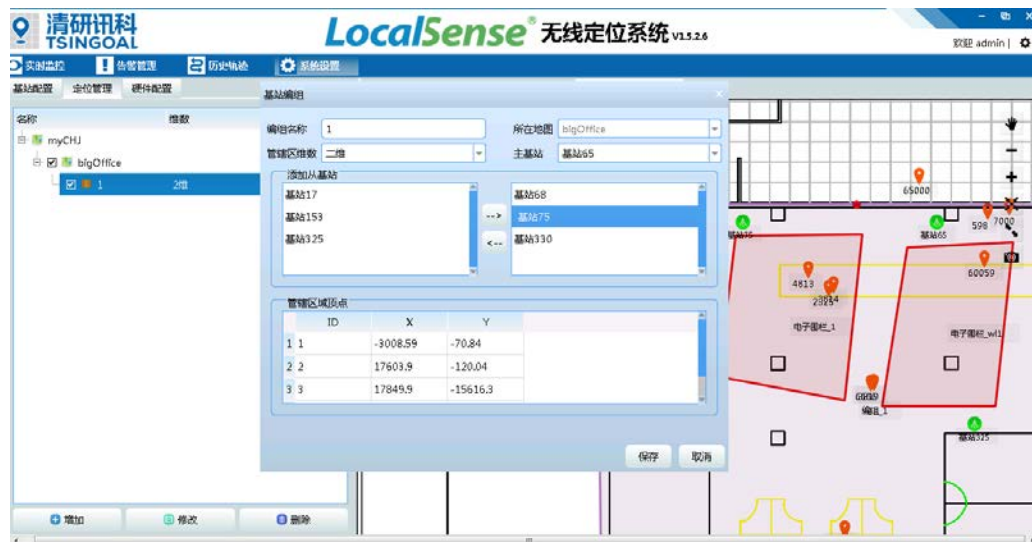 清研讯科
TSINGOAL
LocalSense® 无线定位系统 V1.5.2.6
欢迎 admin |
实时监控 告警管理 历史轨迹 系统设置
基站配置 定位管理 硬件配置
名称 维数
myCHJ
bigOffice
1 2维
增加 修改 删除
基站编组
编组名称 1 所在地图 bigOffice
管辖区维数 二维 主基站 基站65
添加从基站
基站17 基站68
基站153 --> 基站75
基站325 <-- 基站330
管辖区域顶点
ID X Y
1 1 -3008.59 -70.84
2 2 17603.9 -120.04
3 3 17849.9 -15616.3
保存 取消
65000
基站65
598
7000
60059
4813
电子围栏_1
电子围栏_wl1
编组_1
基站325